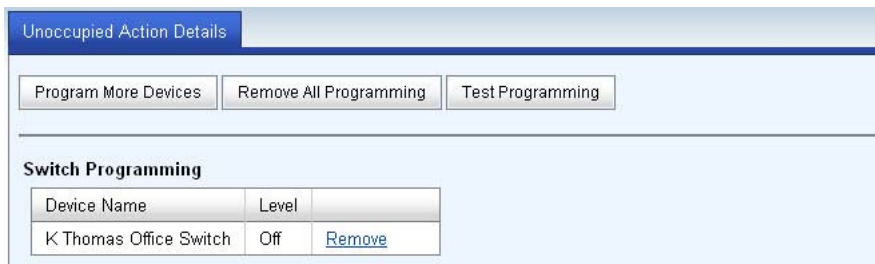 Unoccupied Action Details
Program More Devices Remove All Programming Test Programming
Switch Programming
Device Name Level
K Thomas Office Switch Off Remove